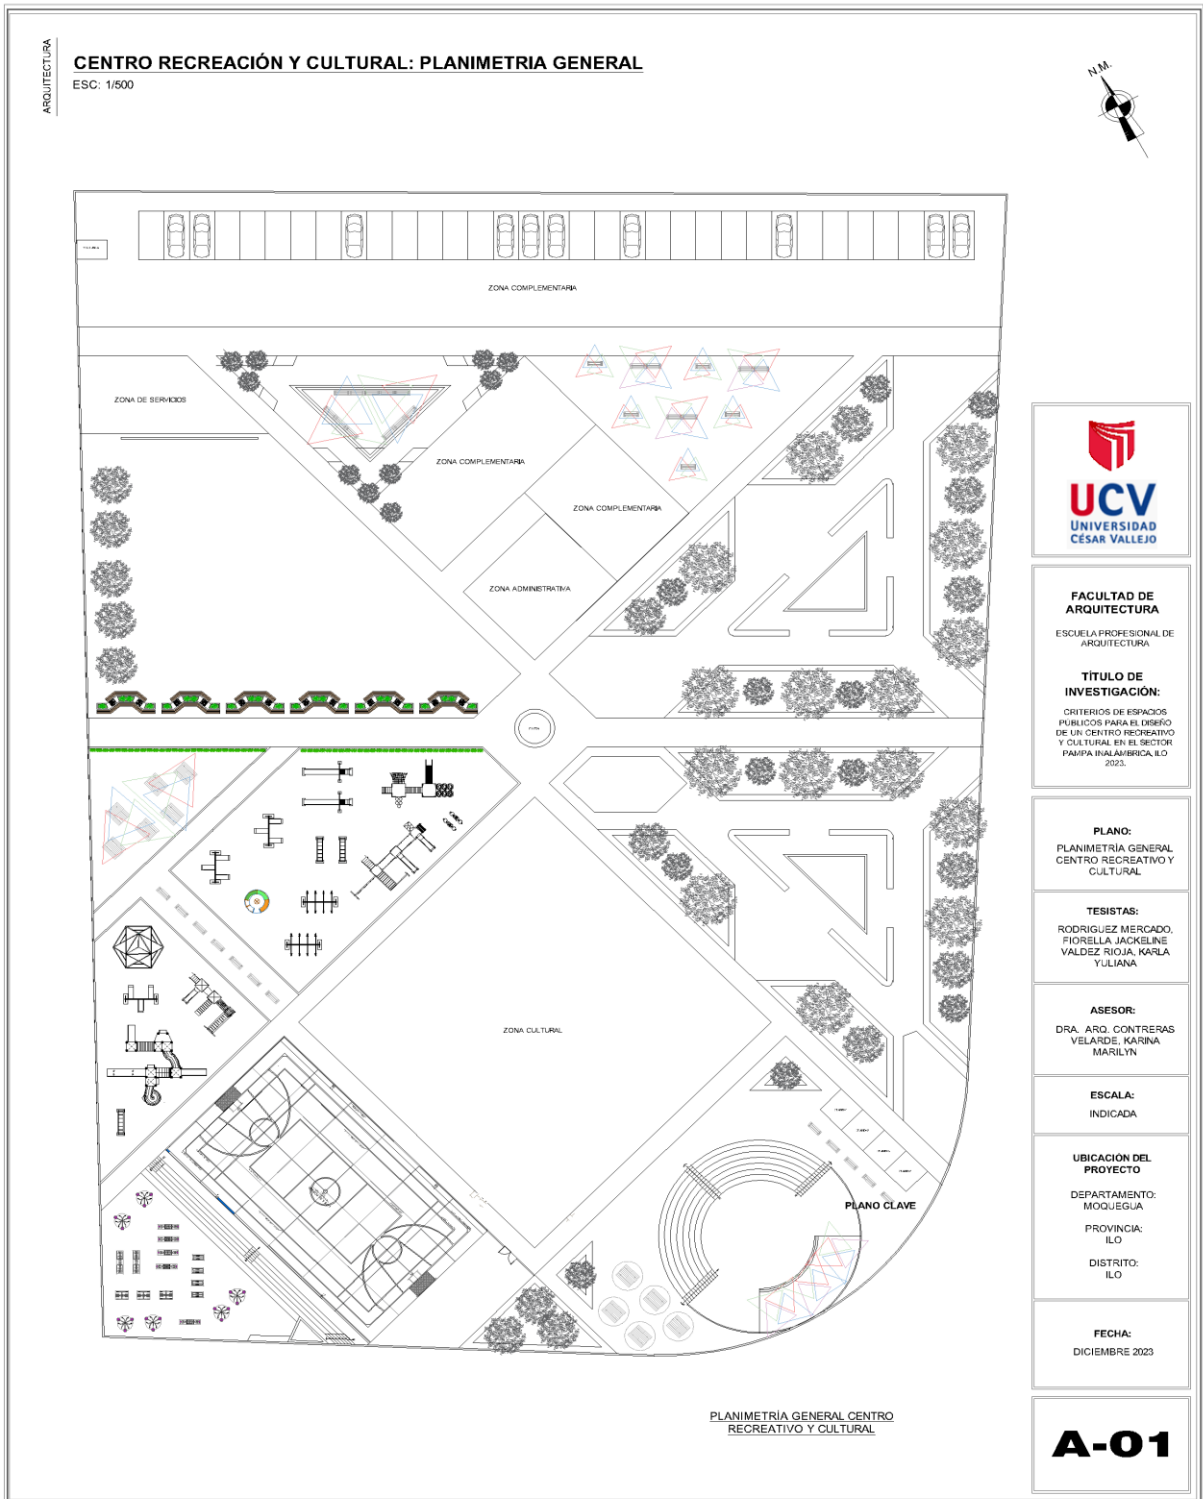 ARQUITECTURA
CENTRO RECREACIÓN Y CULTURAL: PLANIMETRIA GENERAL
ESC: 1/500
N.M.
ZONA COMPLEMENTARIA
ZONA DE SERVICIOS
ZONA COMPLEMENTARIA
ZONA COMPLEMENTARIA
ZONA ADMINISTRATIVA
ZONA CULTURAL
PLANO CLAVE
PLANIMETRÍA GENERAL CENTRO
RECREATIVO Y CULTURAL
UCV
UNIVERSIDAD
CÉSAR VALLEJO
FACULTAD DE
ARQUITECTURA
ESCUELA PROFESIONAL DE
ARQUITECTURA
TÍTULO DE
INVESTIGACIÓN:
CRITERIOS DE ESPACIOS
PÚBLICOS PARA EL DISEÑO
DE UN CENTRO RECREATIVO
Y CULTURAL EN EL SECTOR
PAMPA INALÁMBRICA, ILO
2023.
PLANO:
PLANIMETRÍA GENERAL
CENTRO RECREATIVO Y
CULTURAL
TESISTAS:
RODRIGUEZ MERCADO,
FIORELLA JACKELINE
VALDEZ RIOJA, KARLA
YULIANA
ASESOR:
DRA. ARQ. CONTRERAS
VELARDE, KARINA
MARILYN
ESCALA:
INDICADA
UBICACIÓN DEL
PROYECTO
DEPARTAMENTO:
MOQUEGUA
PROVINCIA:
ILO
DISTRITO:
ILO
FECHA:
DICIEMBRE 2023
A-01